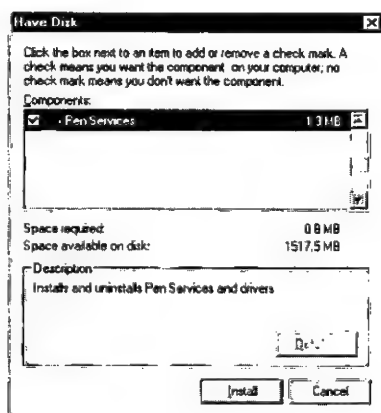 Have Disk
Click the box next to an item to add or remove a check mark. A
check means you want the component on your computer; no
check mark means you don't want the component.
Components:
- Pen Services 1.3 MB
Space required: 0.8 MB
Space available on disk: 1517.5 MB
Description
Installs and uninstalls Pen Services and drivers
Install Cancel